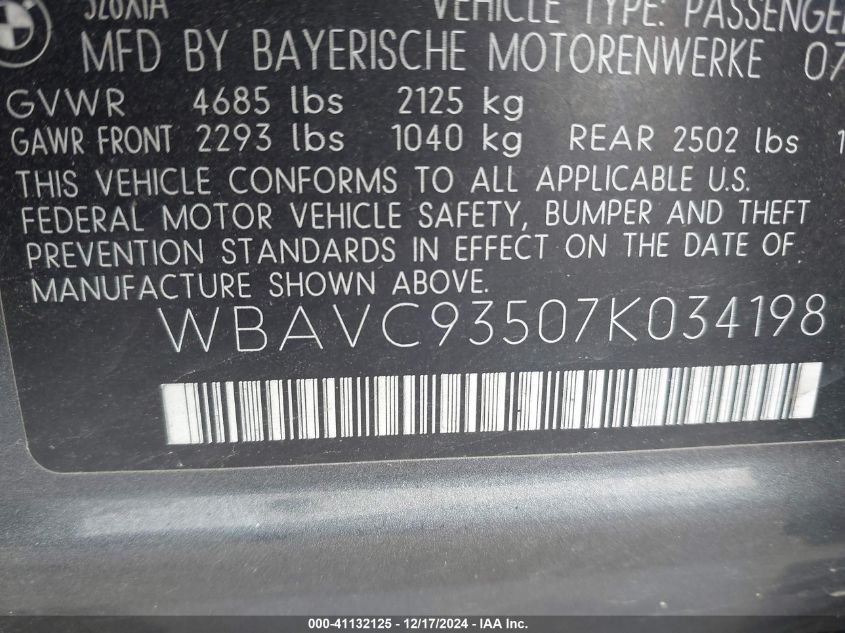 328XIA VEHICLE TYPE: PASSENGER
MFD BY BAYERISCHE MOTORENWERKE 07
GVWR 4685 lbs 2125 kg
GAWR FRONT 2293 lbs 1040 kg REAR 2502 lbs 1
THIS VEHICLE CONFORMS TO ALL APPLICABLE U.S.
FEDERAL MOTOR VEHICLE SAFETY, BUMPER AND THEFT
PREVENTION STANDARDS IN EFFECT ON THE DATE OF
MANUFACTURE SHOWN ABOVE.
WBAVC93507K034198
000-41132125 - 12/17/2024 - IAA Inc.